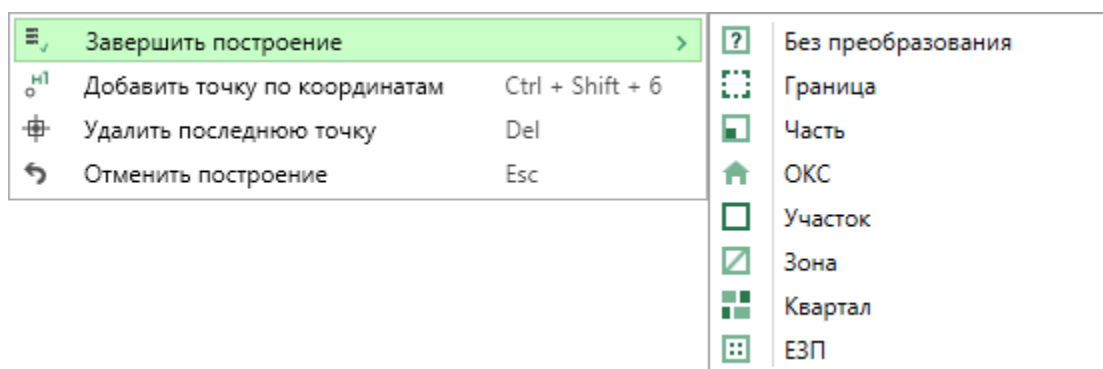 Завершить построение
Добавить точку по координатам Ctrl + Shift + 6
Удалить последнюю точку Del
Отменить построение Esc
Без преобразования
Граница
Часть
ОКС
Участок
Зона
Квартал
ЕЗП